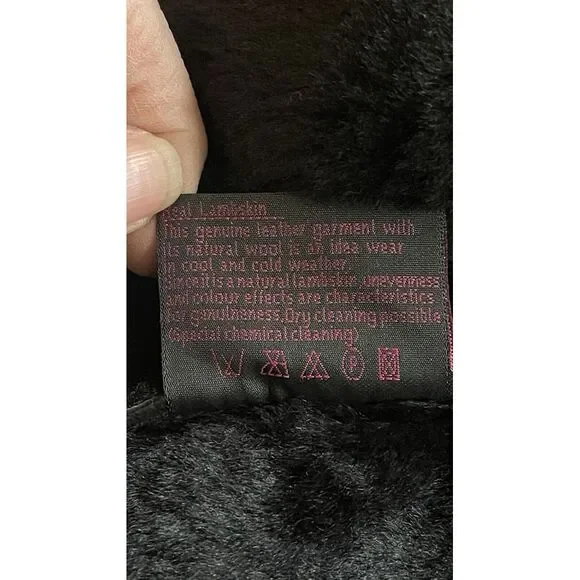 Real Lambskin
This genuine leather garment with
its natural wool is an idea wear
in cool and cold weather.
Since it is a natural lambskin, unevenness
and colour effects are characteristics
for genuineness. Dry cleaning possible
(Special chemical cleaning)
P